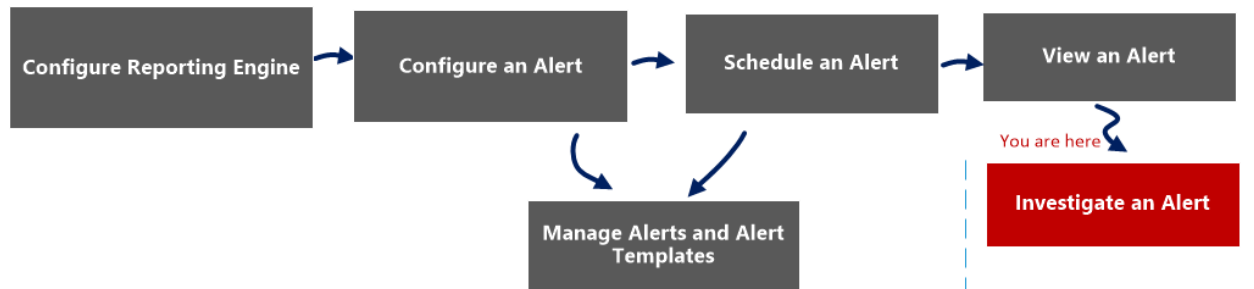 Configure Reporting Engine
Configure an Alert
Schedule an Alert
View an Alert
You are here
Investigate an Alert
Manage Alerts and Alert
Templates